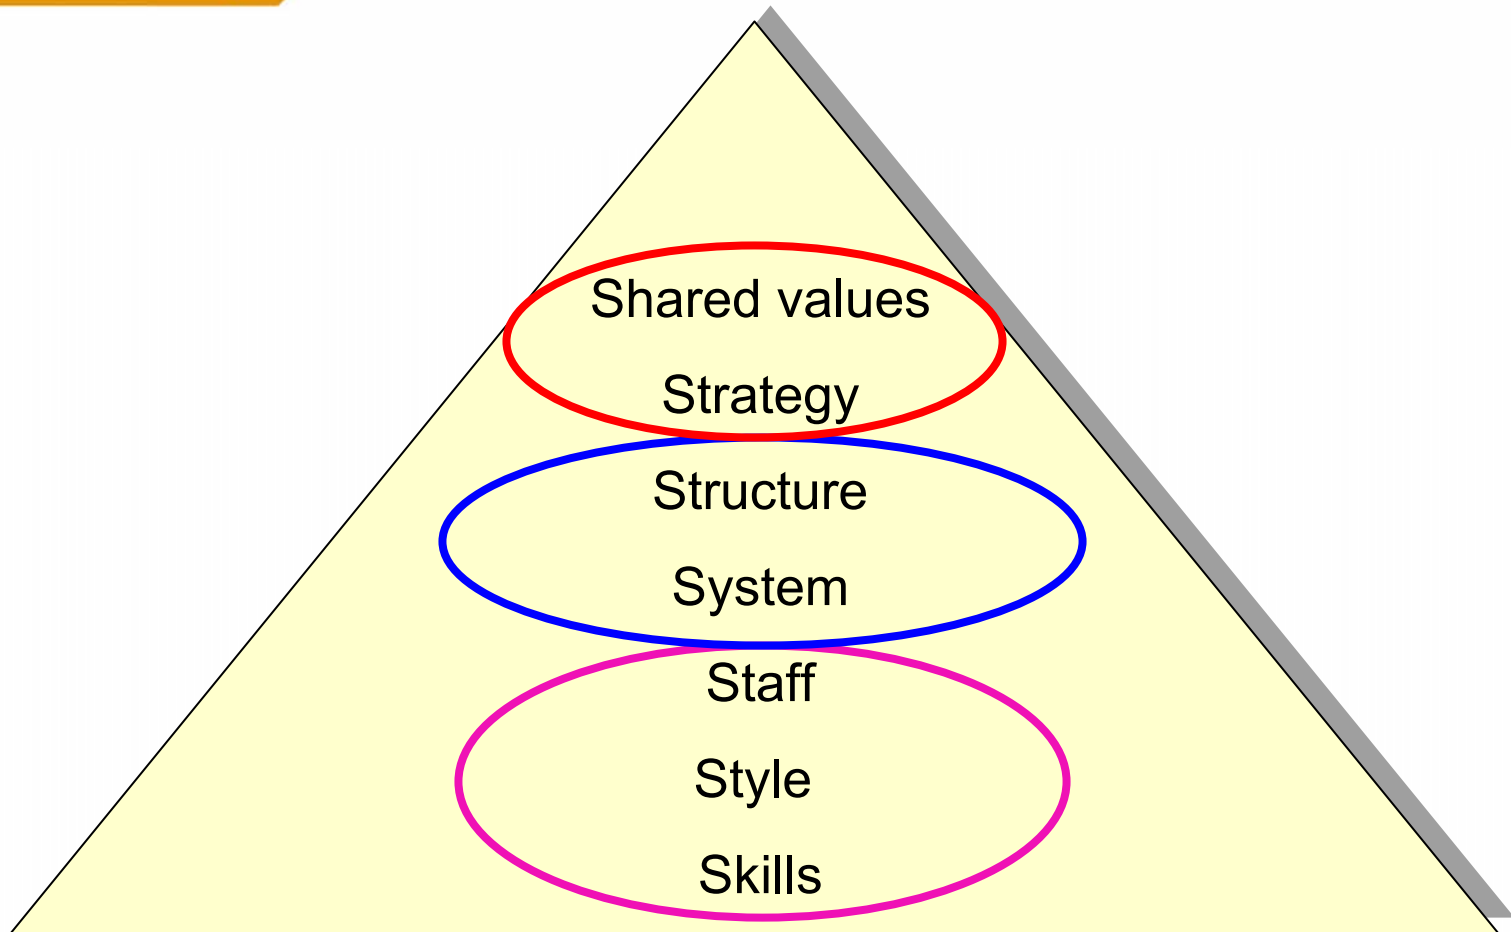 Shared values
Strategy
Structure
System
Staff
Style
Skills